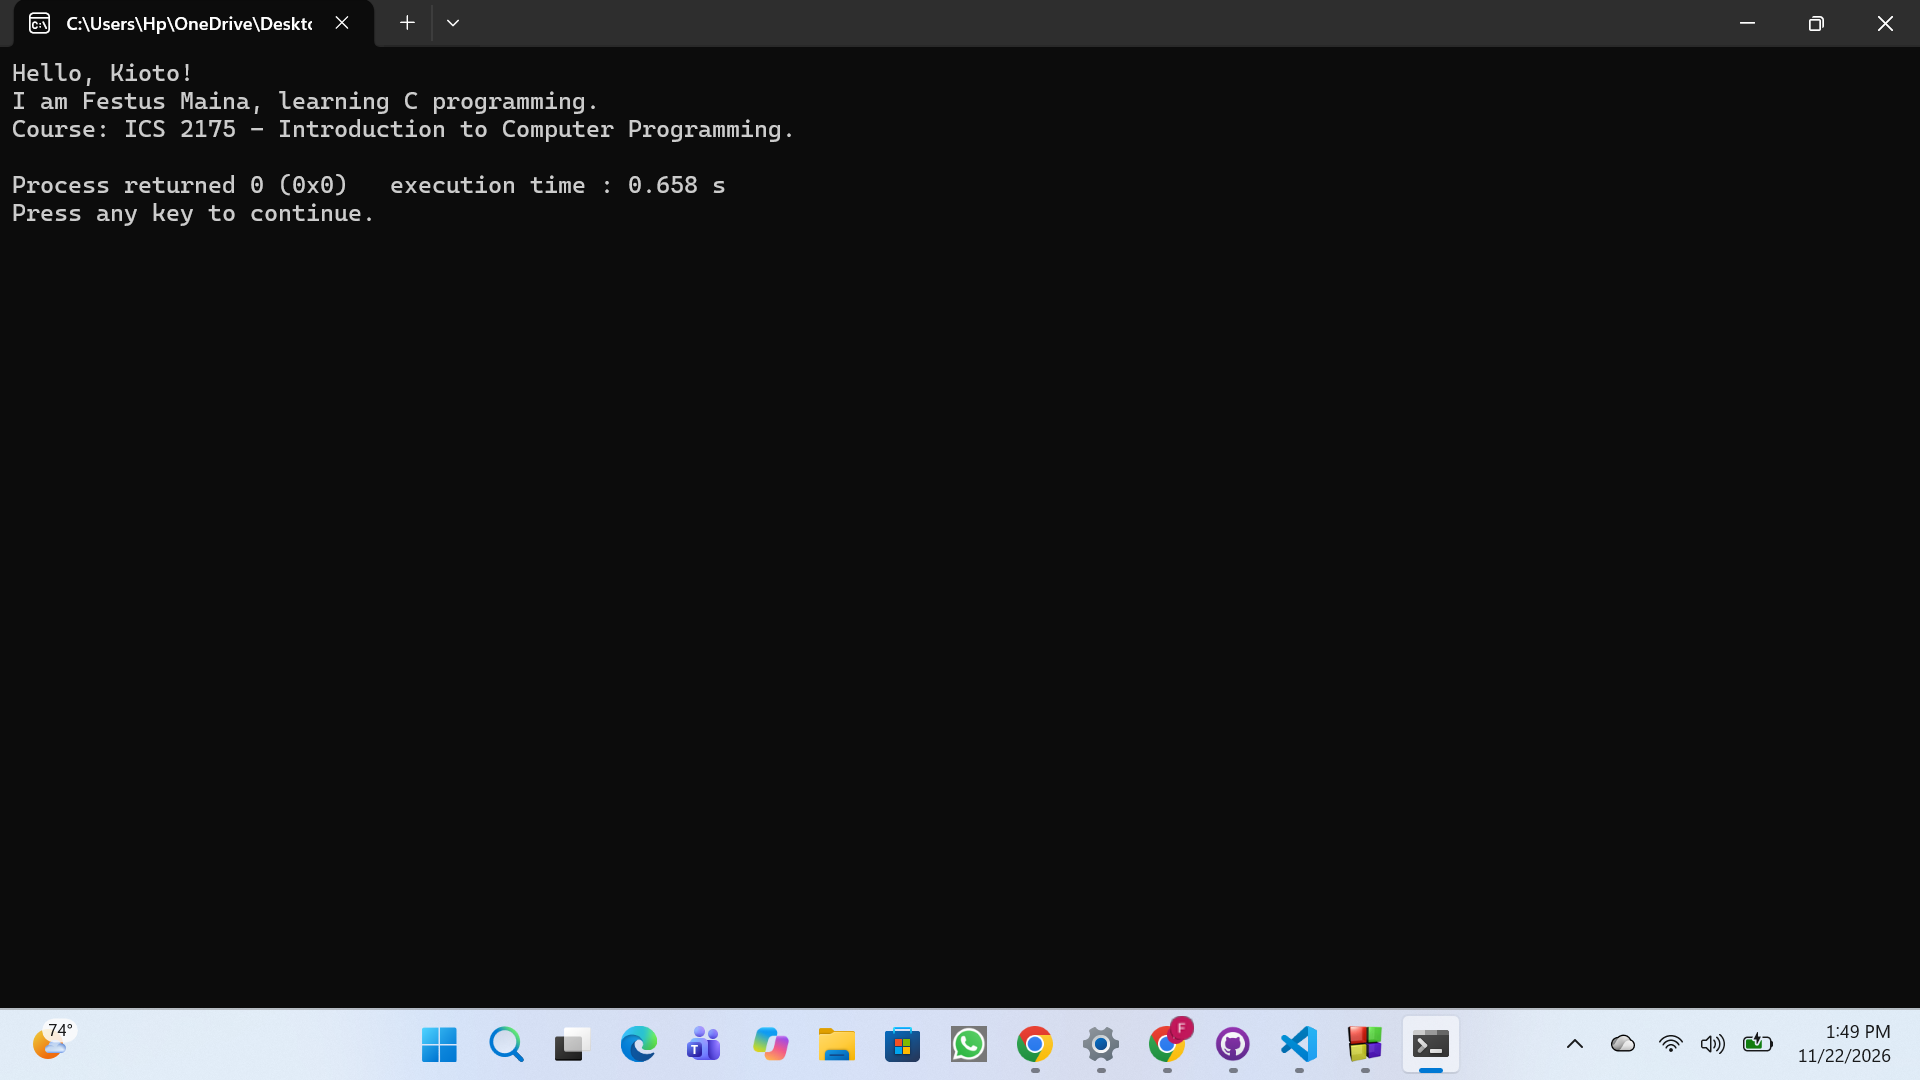 C:\Users\Hp\OneDrive\Deskt
Hello, Kioto!
I am Festus Maina, learning C programming.
Course: ICS 2175 - Introduction to Computer Programming.
Process returned 0 (0x0)   execution time : 0.658 s
Press any key to continue.
74°
F
1:49 PM
11/22/2026